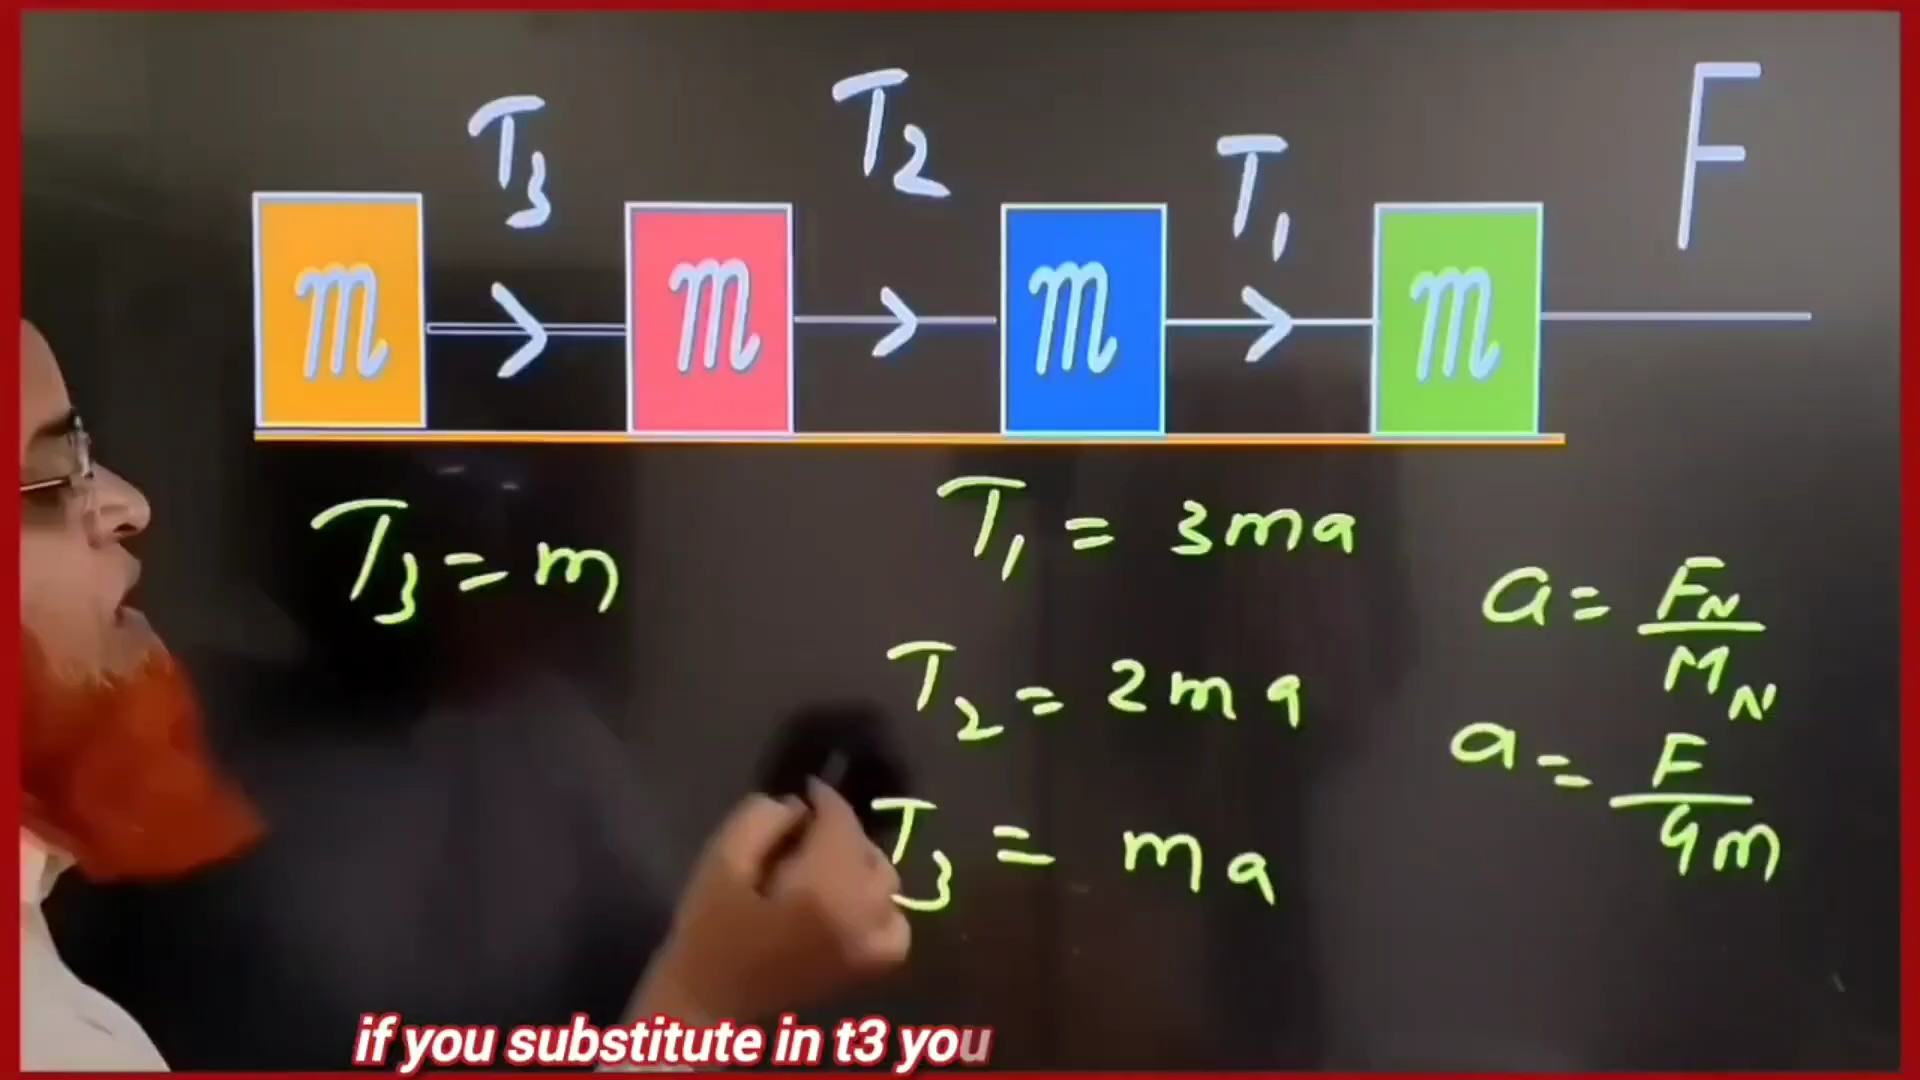 T3 T2 T1 F
m m m m
T3 = m
T1 = 3ma
T2 = 2ma
T3 = ma
a = FN/MN
a = F/4m
if you substitute in t3 you